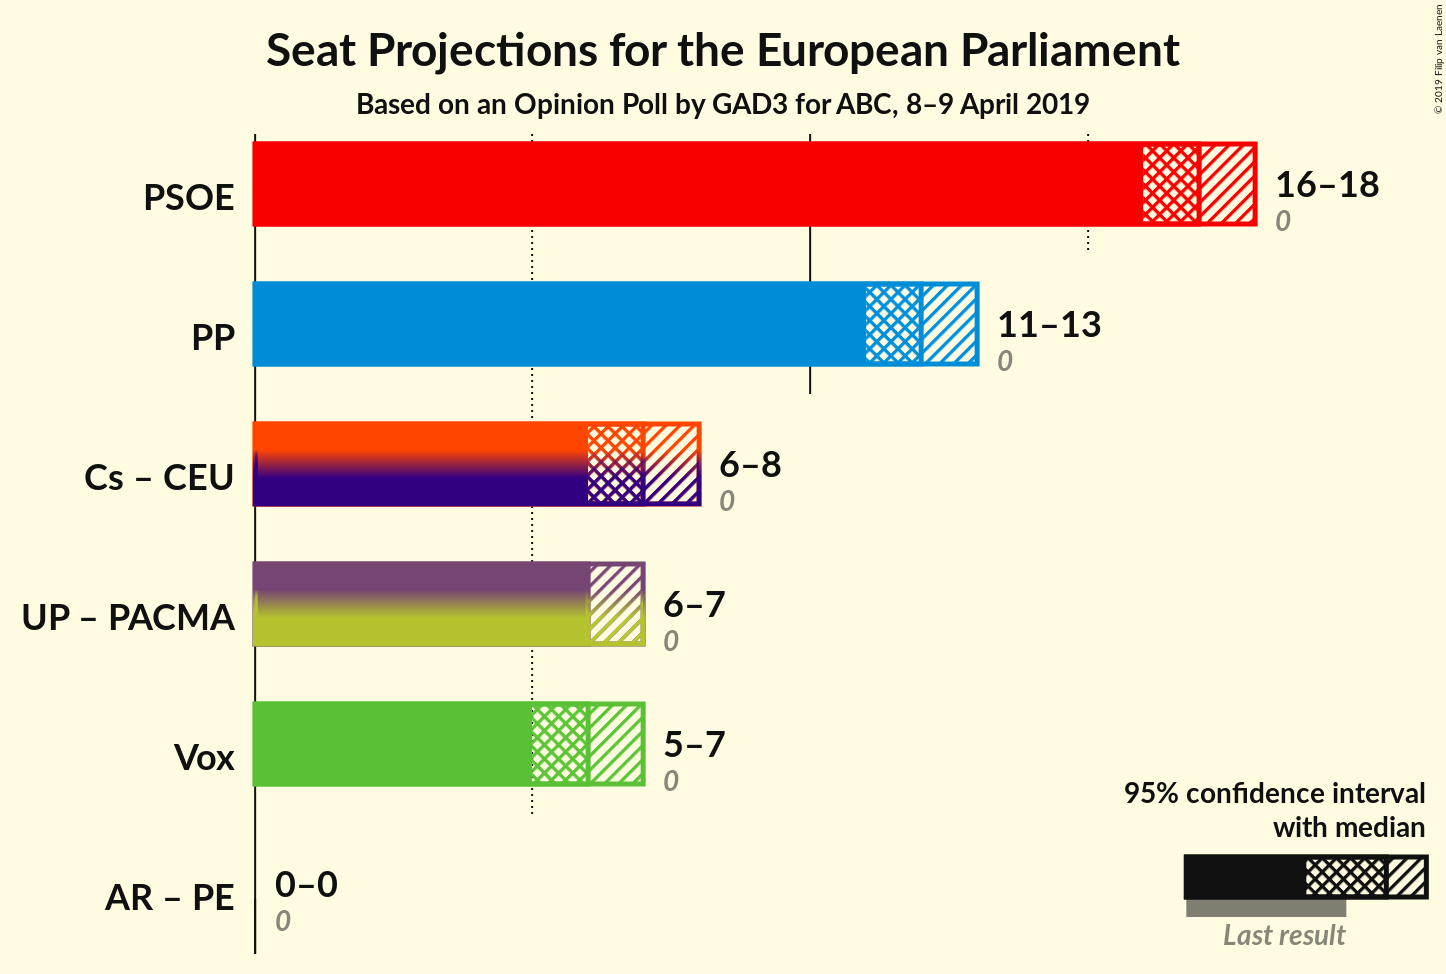 Seat Projections for the European Parliament
Based on an Opinion Poll by GAD3 for ABC, 8–9 April 2019
© 2019 Filip van Laenen
PSOE
16–18
0
PP
11–13
0
Cs – CEU
6–8
0
UP – PACMA
6–7
0
Vox
5–7
0
AR – PE
0–0
0
95% confidence interval
with median
Last result